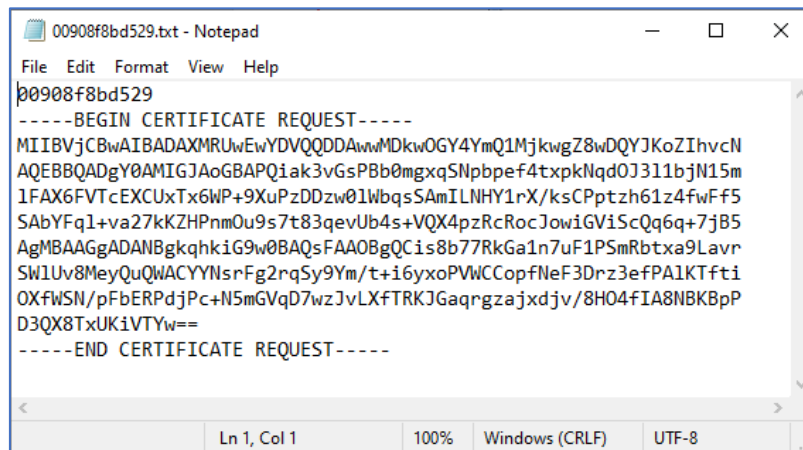 00908f8bd529.txt - Notepad
File Edit Format View Help
00908f8bd529
-----BEGIN CERTIFICATE REQUEST-----
MIIBVjCBwAIBADAXMRUwEwYDVQQDDAwwMDkwOGY4YmQ1MjkwgZ8wDQYJKoZIhvcN
AQEBBQADgY0AMIGJAoGBAPQiak3vGsPBb0mgxqSNpbpef4txpkNqdOJ3l1bjN15m
lFAX6FVTcEXCUxTx6WP+9XuPzDDzw0lWbqsSAmILNHY1rX/ksCPptzh61z4fwFf5
SAbYFql+va27kKZHPnmOu9s7t83qevUb4s+VQX4pzRcRocJowiGViScQq6q+7jB5
AgMBAAGgADANBgkqhkiG9w0BAQsFAAOBgQCis8b77RkGa1n7uF1PSmRbtxa9Lavr
SWlUv8MeyQuQWACYYNsrFg2rqSy9Ym/t+i6yxoPVWCCopfNeF3Drz3efPAlKTfti
OXfWSN/pFbERPdjPc+N5mGVqD7wzJvLXfTRKJGaqrgzajxdjv/8HO4fIA8NBKBpP
D3QX8TxUKiVTYw==
-----END CERTIFICATE REQUEST-----
Ln 1, Col 1 100% Windows (CRLF) UTF-8